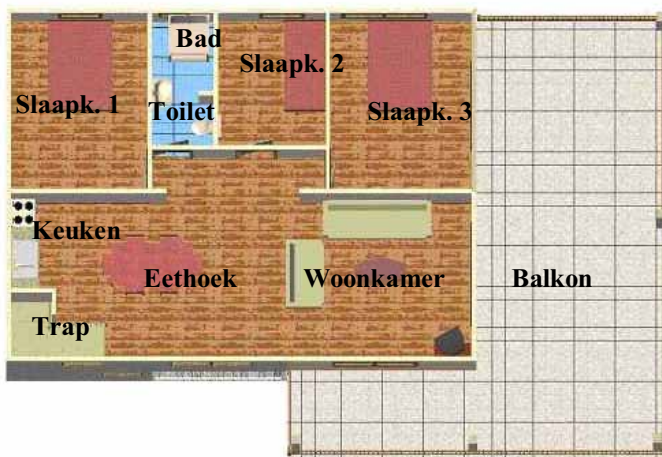 Bad
Slaapk. 2
Slaapk. 1
Toilet
Slaapk. 3
Keuken
Eethoek
Woonkamer
Balkon
Trap